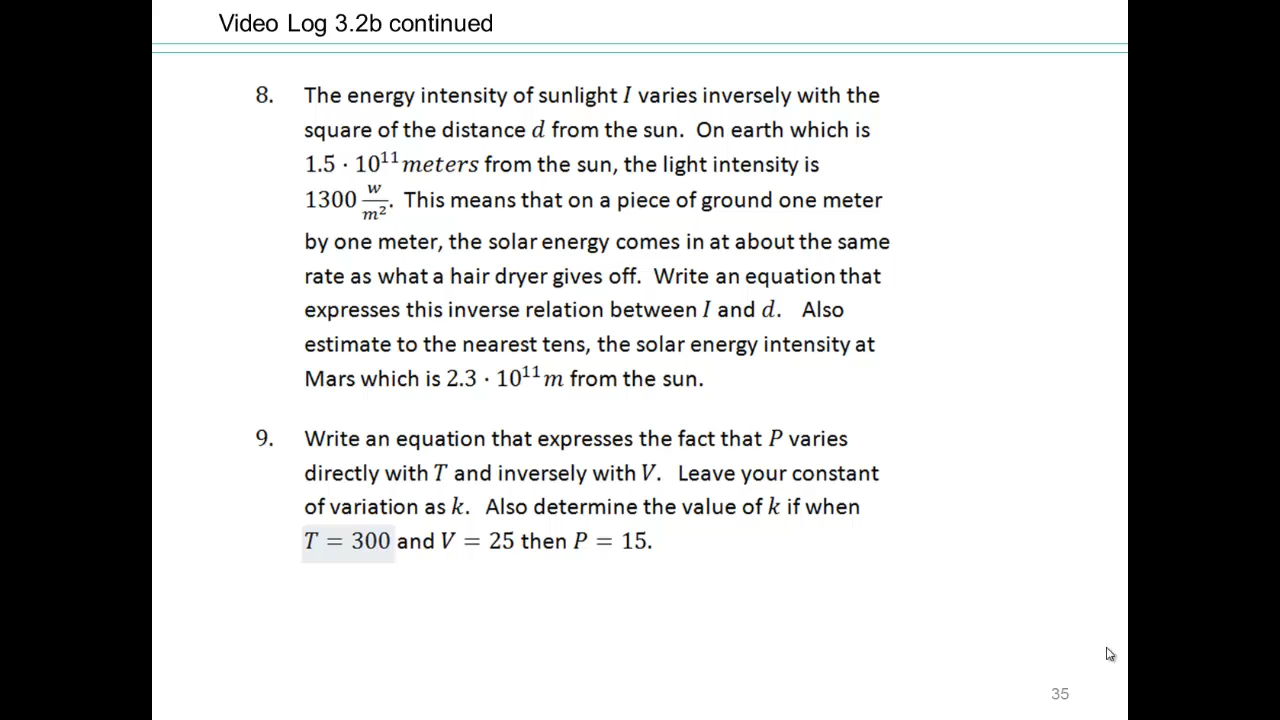 Video Log 3.2b continued
8. The energy intensity of sunlight I varies inversely with the
square of the distance d from the sun. On earth which is
1.5 · 10¹¹ meters from the sun, the light intensity is
1300 w/m². This means that on a piece of ground one meter
by one meter, the solar energy comes in at about the same
rate as what a hair dryer gives off. Write an equation that
expresses this inverse relation between I and d. Also
estimate to the nearest tens, the solar energy intensity at
Mars which is 2.3 · 10¹¹ m from the sun.
9. Write an equation that expresses the fact that P varies
directly with T and inversely with V. Leave your constant
of variation as k. Also determine the value of k if when
T = 300 and V = 25 then P = 15.
35